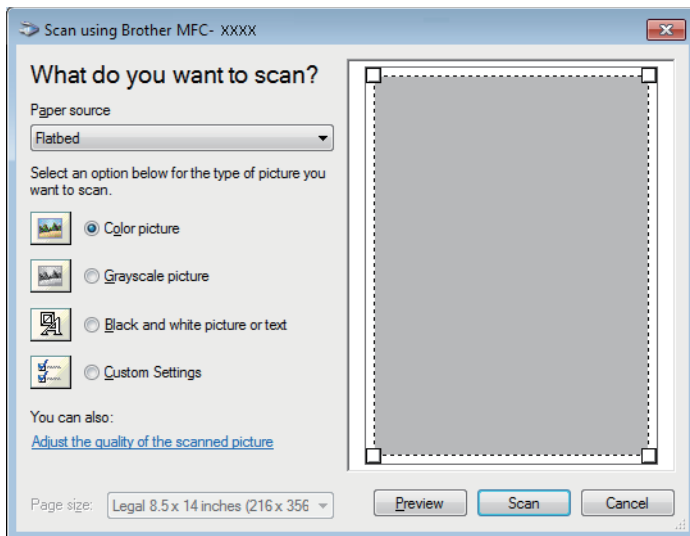 Scan using Brother MFC- XXXX
What do you want to scan?
Paper source
Flatbed
Select an option below for the type of picture you
want to scan.
Color picture
Grayscale picture
Black and white picture or text
Custom Settings
You can also:
Adjust the quality of the scanned picture
Page size: Legal 8.5 x 14 inches (216 x 356
Preview Scan Cancel